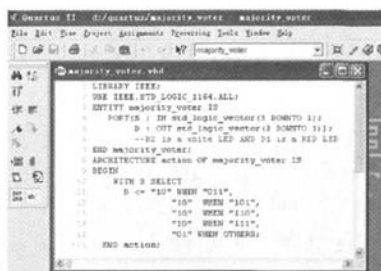 Quartus II - d:/quartus/majority_voter - majority_voter
File Edit View Project Assignments Processing Tools Window Help
majority_voter
majority_voter.vhd
LIBRARY IEEE;
USE IEEE.STD_LOGIC_1164.ALL;
ENTITY majority_voter IS
PORT(S : IN std_logic_vector(3 DOWNTO 1);
D : OUT std_logic_vector(2 DOWNTO 1));
--D2 is a white LED AND D1 is a RED LED
END majority_voter;
ARCHITECTURE action OF majority_voter IS
BEGIN
WITH S SELECT
D <= "10" WHEN "011",
"10" WHEN "101",
"10" WHEN "110",
"10" WHEN "111",
"01" WHEN OTHERS;
END action;